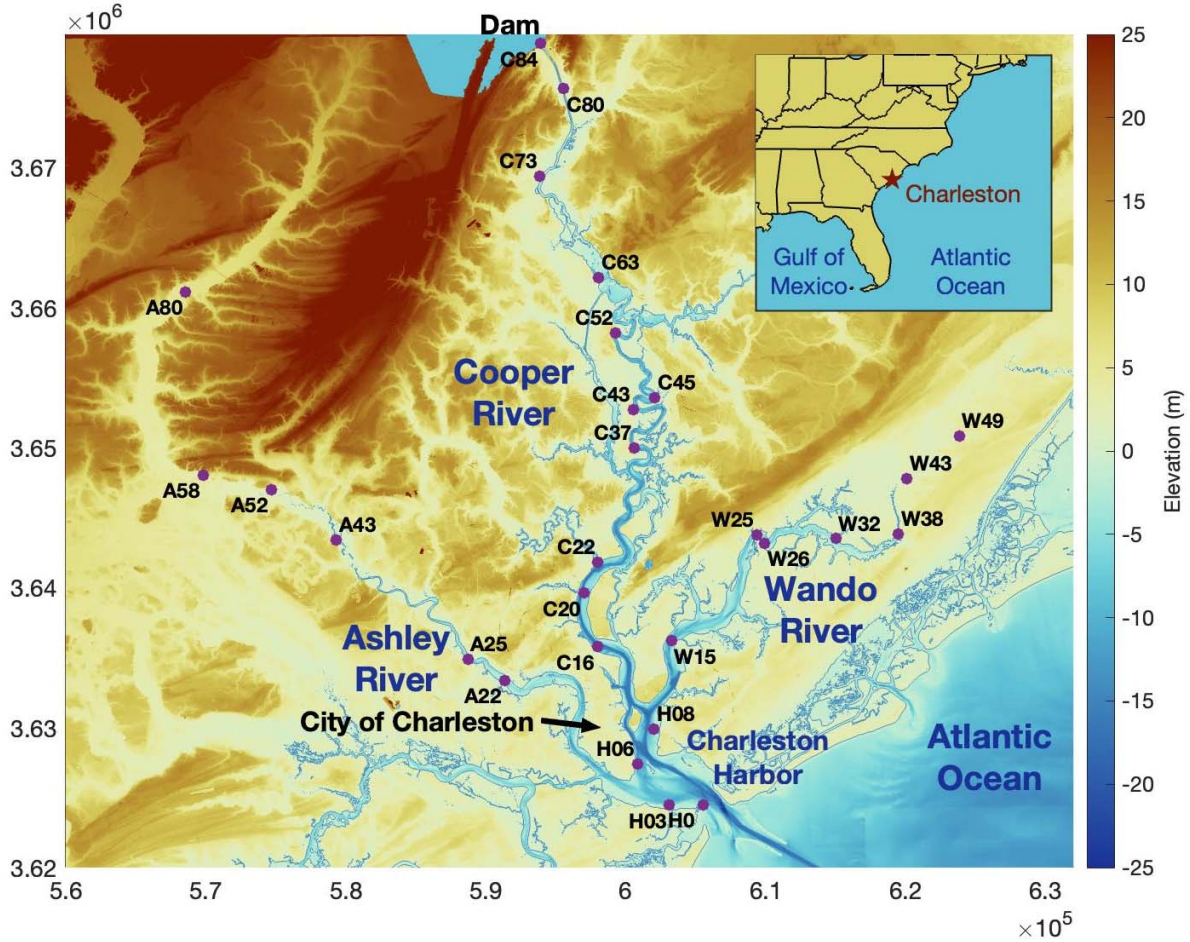 ×10⁶
Dam
C84
C80
C73
C63
C52
C45
C43
C37
C22
C20
C16
Cooper
River
A80
A58
A52
A43
A25
A22
Ashley
River
City of Charleston
W49
W43
W38
W32
W25
W26
W15
Wando
River
H08
H06
H03
H0
Charleston
Harbor
Atlantic
Ocean
Charleston
Gulf of
Mexico
Atlantic
Ocean
3.67
3.66
3.65
3.64
3.63
3.62
5.6
5.7
5.8
5.9
6
6.1
6.2
6.3
×10⁵
25
20
15
10
5
0
-5
-10
-15
-20
-25
Elevation (m)